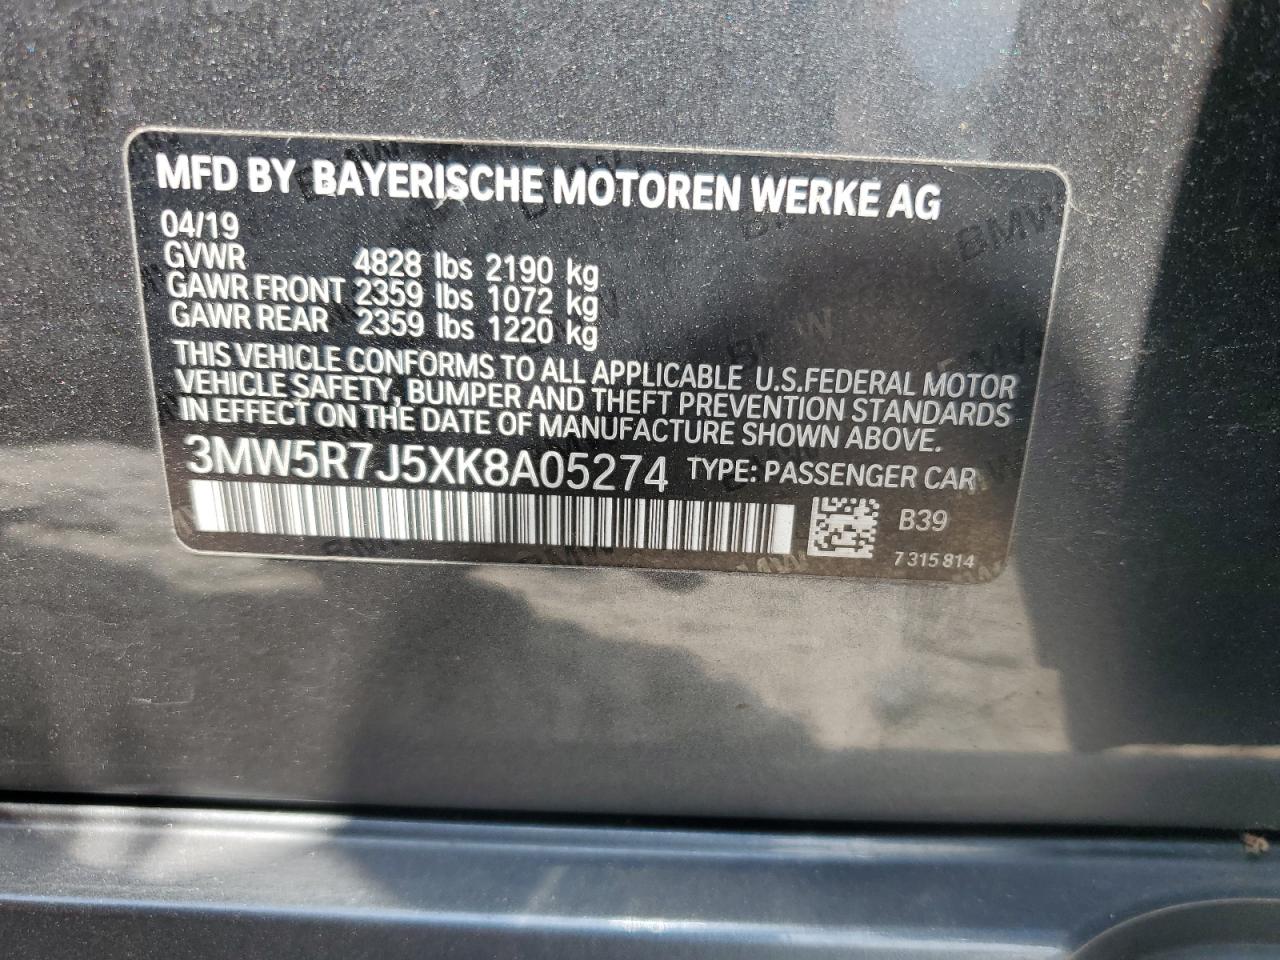 MFD BY BAYERISCHE MOTOREN WERKE AG
04/19
GVWR 4828 lbs 2190 kg
GAWR FRONT 2359 lbs 1072 kg
GAWR REAR 2359 lbs 1220 kg
THIS VEHICLE CONFORMS TO ALL APPLICABLE U.S.FEDERAL MOTOR
VEHICLE SAFETY, BUMPER AND THEFT PREVENTION STANDARDS
IN EFFECT ON THE DATE OF MANUFACTURE SHOWN ABOVE.
3MW5R7J5XK8A05274 TYPE: PASSENGER CAR
B39
7 315 814